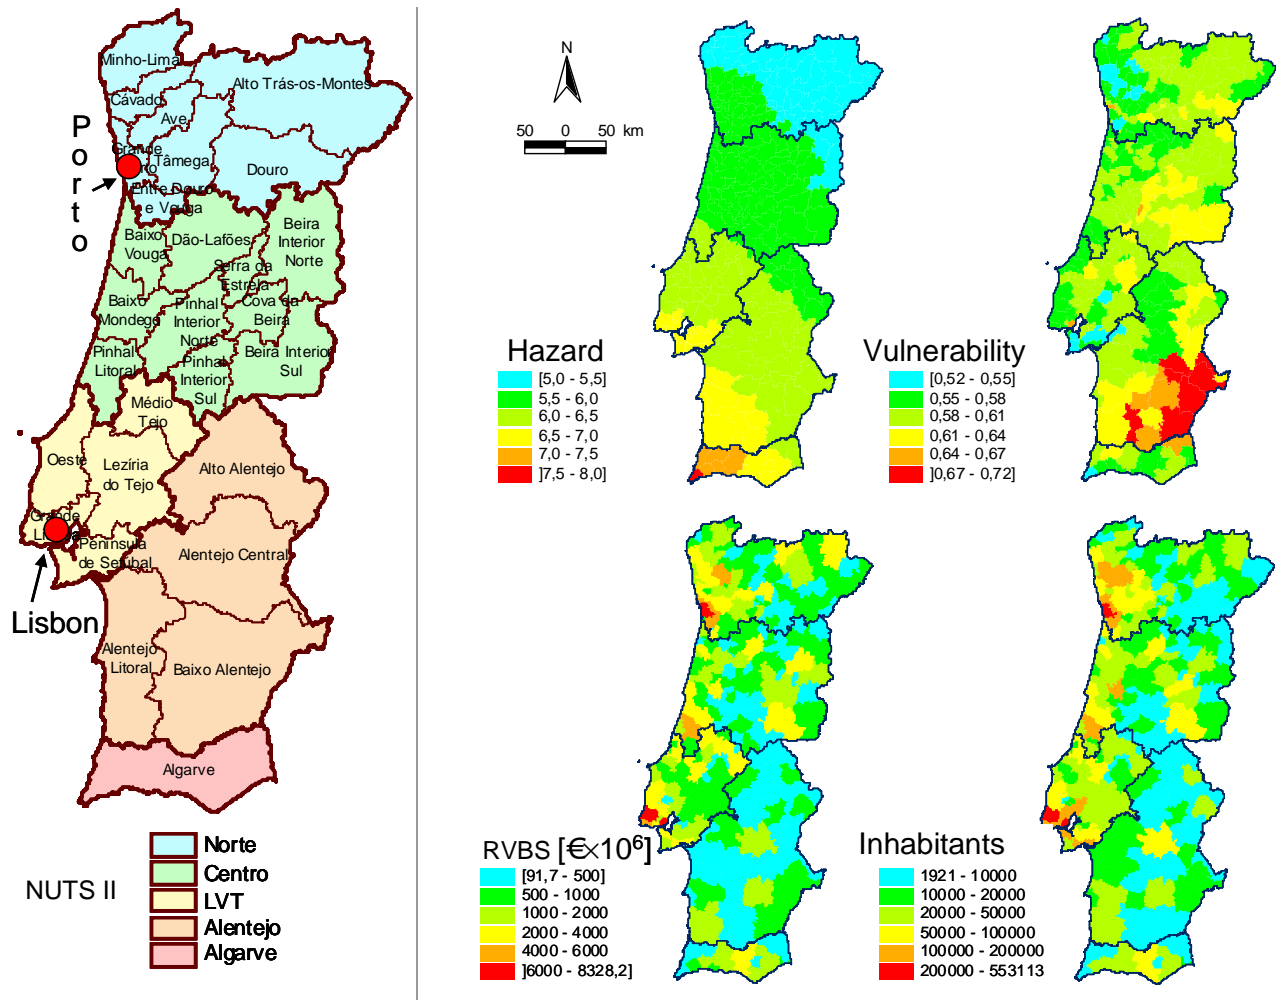 Minho-Lima
Alto Trás-os-Montes
Cávado
Ave
Porto
Grande
Tâmega
Douro
Entre Douro
e Vouga
Baixo
Vouga
Dão-Lafões
Beira
Interior
Norte
Serra da
Estrela
Baixo
Mondego
Pinhal
Interior
Norte
Cova da
Beira
Pinhal
Litoral
Pinhal
Interior
Sul
Beira Interior
Sul
Médio
Tejo
Oeste
Lezíria
do Tejo
Alto Alentejo
Grande
Península
de Setúbal
Alentejo Central
Lisbon
Alentejo
Litoral
Baixo Alentejo
Algarve
NUTS II
Norte
Centro
LVT
Alentejo
Algarve
N
50 0 50 km
Hazard
[5,0 - 5,5]
5,5 - 6,0
6,0 - 6,5
6,5 - 7,0
7,0 - 7,5
]7,5 - 8,0]
Vulnerability
[0,52 - 0,55]
0,55 - 0,58
0,58 - 0,61
0,61 - 0,64
0,64 - 0,67
]0,67 - 0,72]
RVBS [€×10⁶]
[91,7 - 500]
500 - 1000
1000 - 2000
2000 - 4000
4000 - 6000
]6000 - 8328,2]
Inhabitants
1921 - 10000
10000 - 20000
20000 - 50000
50000 - 100000
100000 - 200000
200000 - 553113